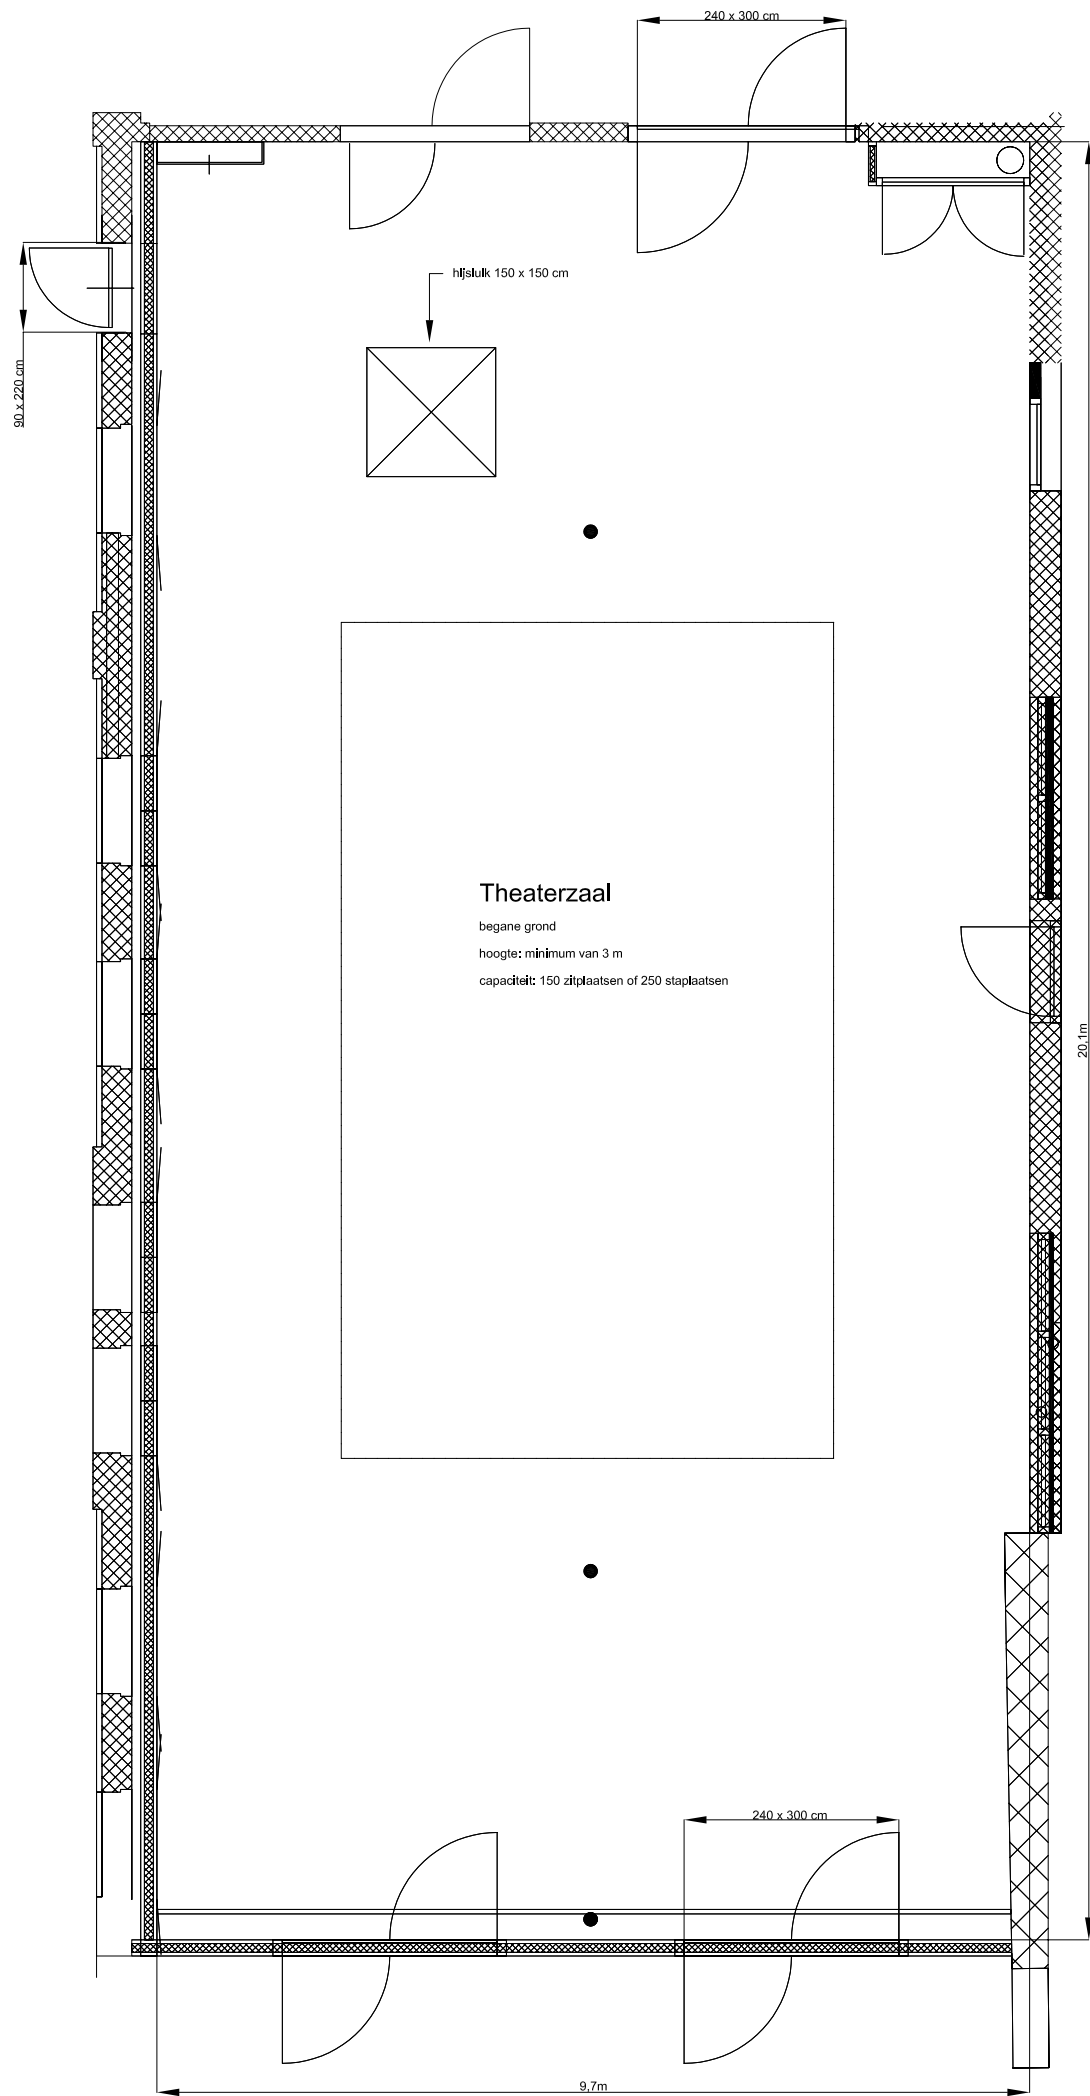 240 x 300 cm
hijsluik 150 x 150 cm
90 x 220 cm
Theaterzaal
begane grond
hoogte: minimum van 3 m
capaciteit: 150 zitplaatsen of 250 staplaatsen
20,1m
240 x 300 cm
9,7m